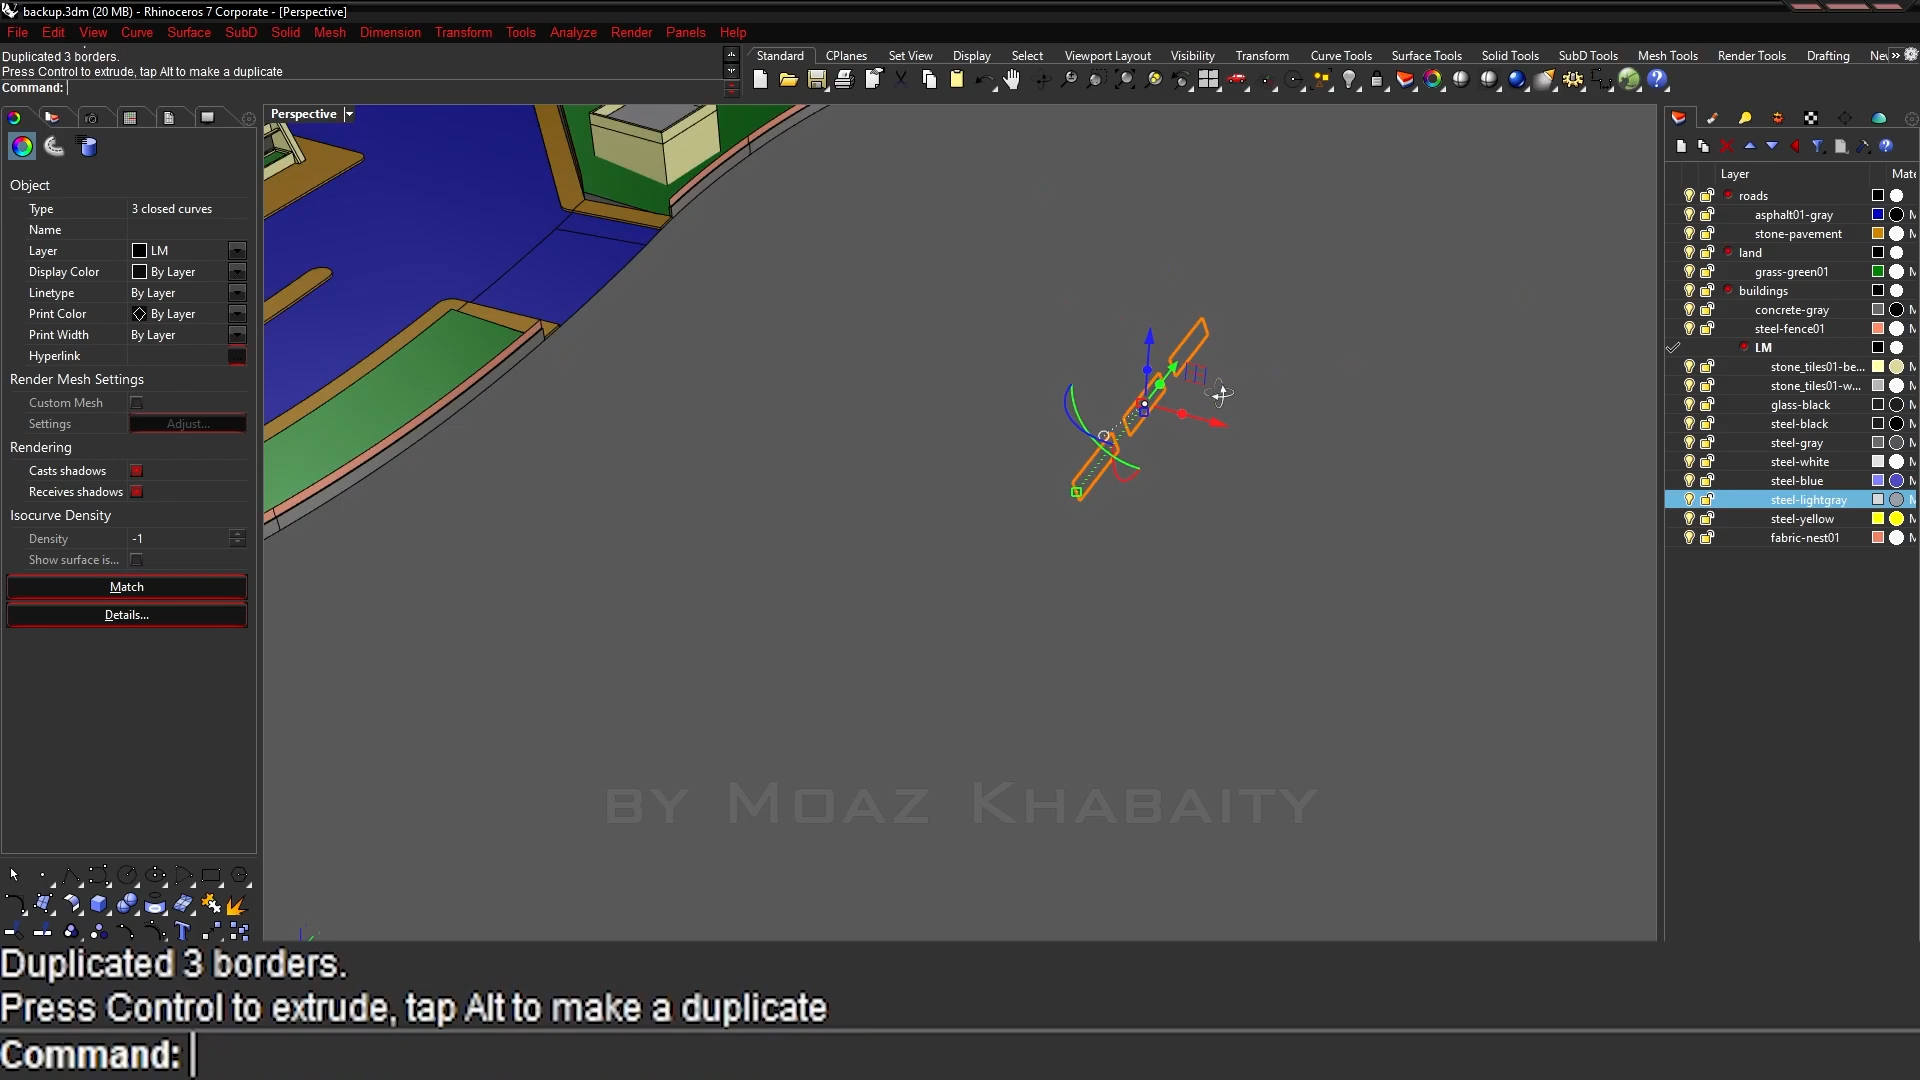 backup.3dm (20 MB) - Rhinoceros 7 Corporate - [Perspective]
File Edit View Curve Surface SubD Solid Mesh Dimension Transform Tools Analyze Render Panels Help
Duplicated 3 borders.
Press Control to extrude, tap Alt to make a duplicate
Command:
Standard CPlanes Set View Display Select Viewport Layout Visibility Transform Curve Tools Surface Tools Solid Tools SubD Tools Mesh Tools Render Tools Drafting Nev
Perspective
Object
Type 3 closed curves
Name
Layer LM
Display Color By Layer
Linetype By Layer
Print Color By Layer
Print Width By Layer
Hyperlink
Render Mesh Settings
Custom Mesh
Settings Adjust...
Rendering
Casts shadows
Receives shadows
Isocurve Density
Density -1
Show surface is...
Match
Details...
Layer Mate
roads
asphalt01-gray
stone-pavement
land
grass-green01
buildings
concrete-gray
steel-fence01
LM
stone_tiles01-be...
stone_tiles01-w...
glass-black
steel-black
steel-gray
steel-white
steel-blue
steel-lightgray
steel-yellow
fabric-nest01
BY MOAZ KHABAITY
Duplicated 3 borders.
Press Control to extrude, tap Alt to make a duplicate
Command: